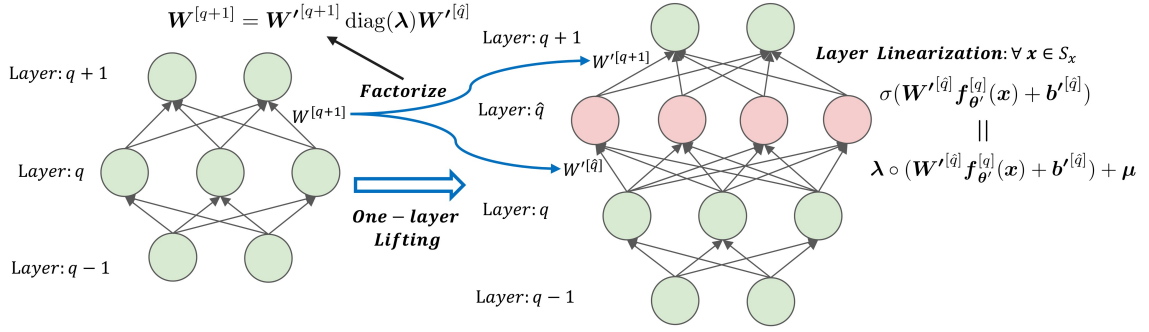 𝑾^{[q+1]} = 𝑾′^{[q+1]} diag(𝝀)𝑾′^{[q̂]}
Layer: q + 1
Factorize
W^{[q+1]}
Layer: q
One − layer
Lifting
Layer: q − 1
Layer: q + 1
W′^{[q+1]}
Layer: q̂
W′^{[q̂]}
Layer: q
Layer: q − 1
Layer Linearization: ∀ 𝒙 ∈ S_x
σ(𝑾′^{[q̂]} 𝒇_{𝜽′}^{[q]}(𝒙) + 𝒃′^{[q̂]})
||
𝝀 ∘ (𝑾′^{[q̂]} 𝒇_{𝜽′}^{[q]}(𝒙) + 𝒃′^{[q̂]}) + 𝝁